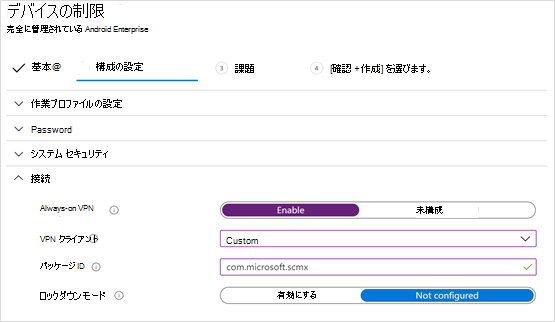 デバイスの制限
完全に管理されている Android Enterprise
基本@ 構成の設定 3 課題 4 [確認 +作成] を選びます。
作業プロファイルの設定
Password
システム セキュリティ
接続
Always-on VPN Enable 未構成
VPN クライアント Custom
パッケージ ID com.microsoft.scmx
ロックダウンモード 有効にする Not configured